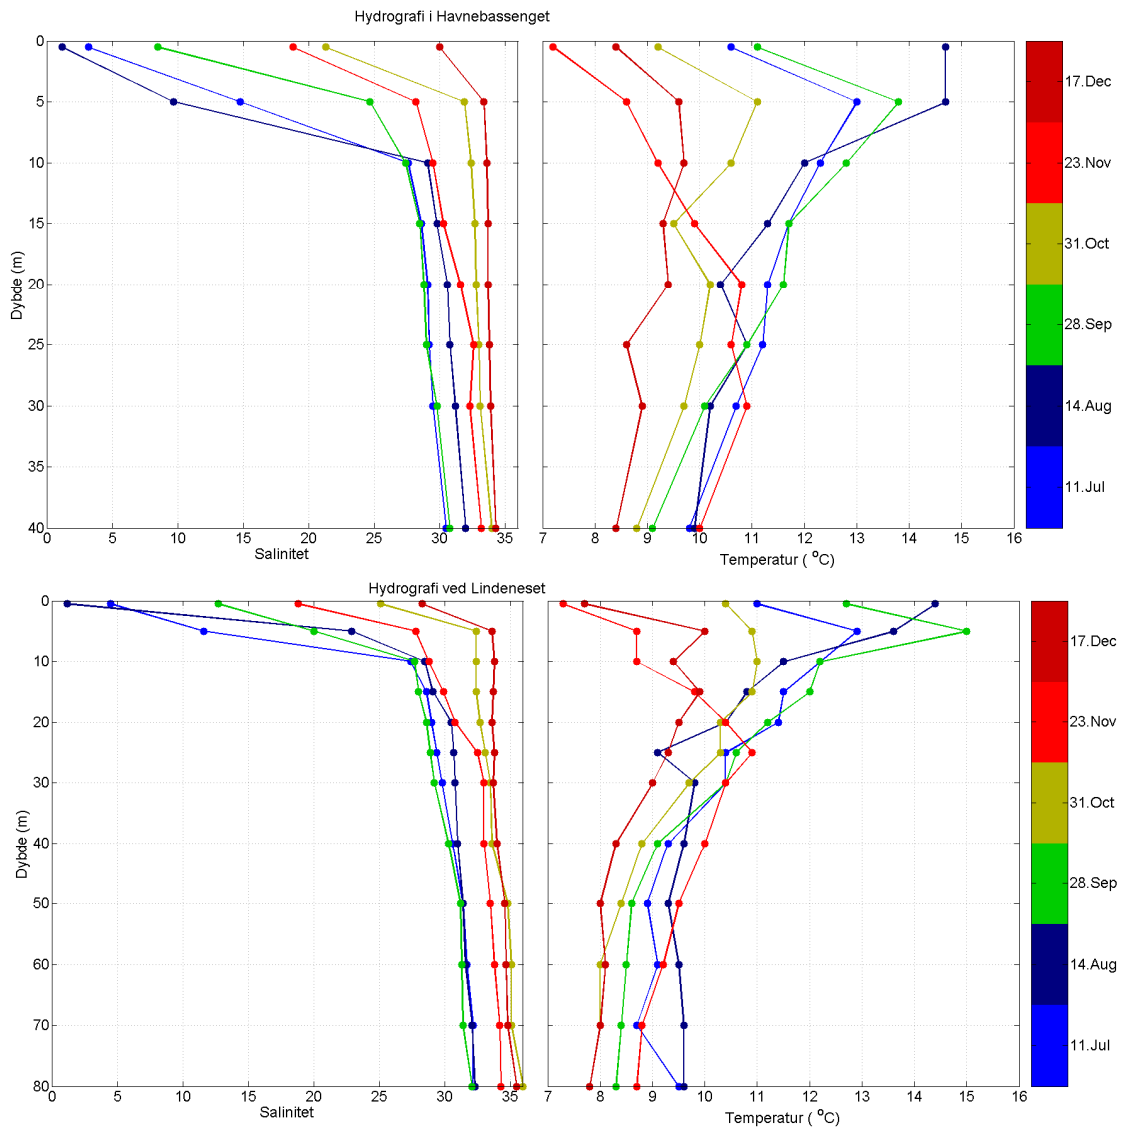 Hydrografi i Havnebassenget
0
5
10
15
20
25
30
35
40
Dybde (m)
0 5 10 15 20 25 30 35
Salinitet
7 8 9 10 11 12 13 14 15 16
Temperatur ( °C)
17.Dec
23.Nov
31.Oct
28.Sep
14.Aug
11.Jul
Hydrografi ved Lindeneset
0
10
20
30
40
50
60
70
80
Dybde (m)
0 5 10 15 20 25 30 35
Salinitet
7 8 9 10 11 12 13 14 15 16
Temperatur ( °C)
17.Dec
23.Nov
31.Oct
28.Sep
14.Aug
11.Jul